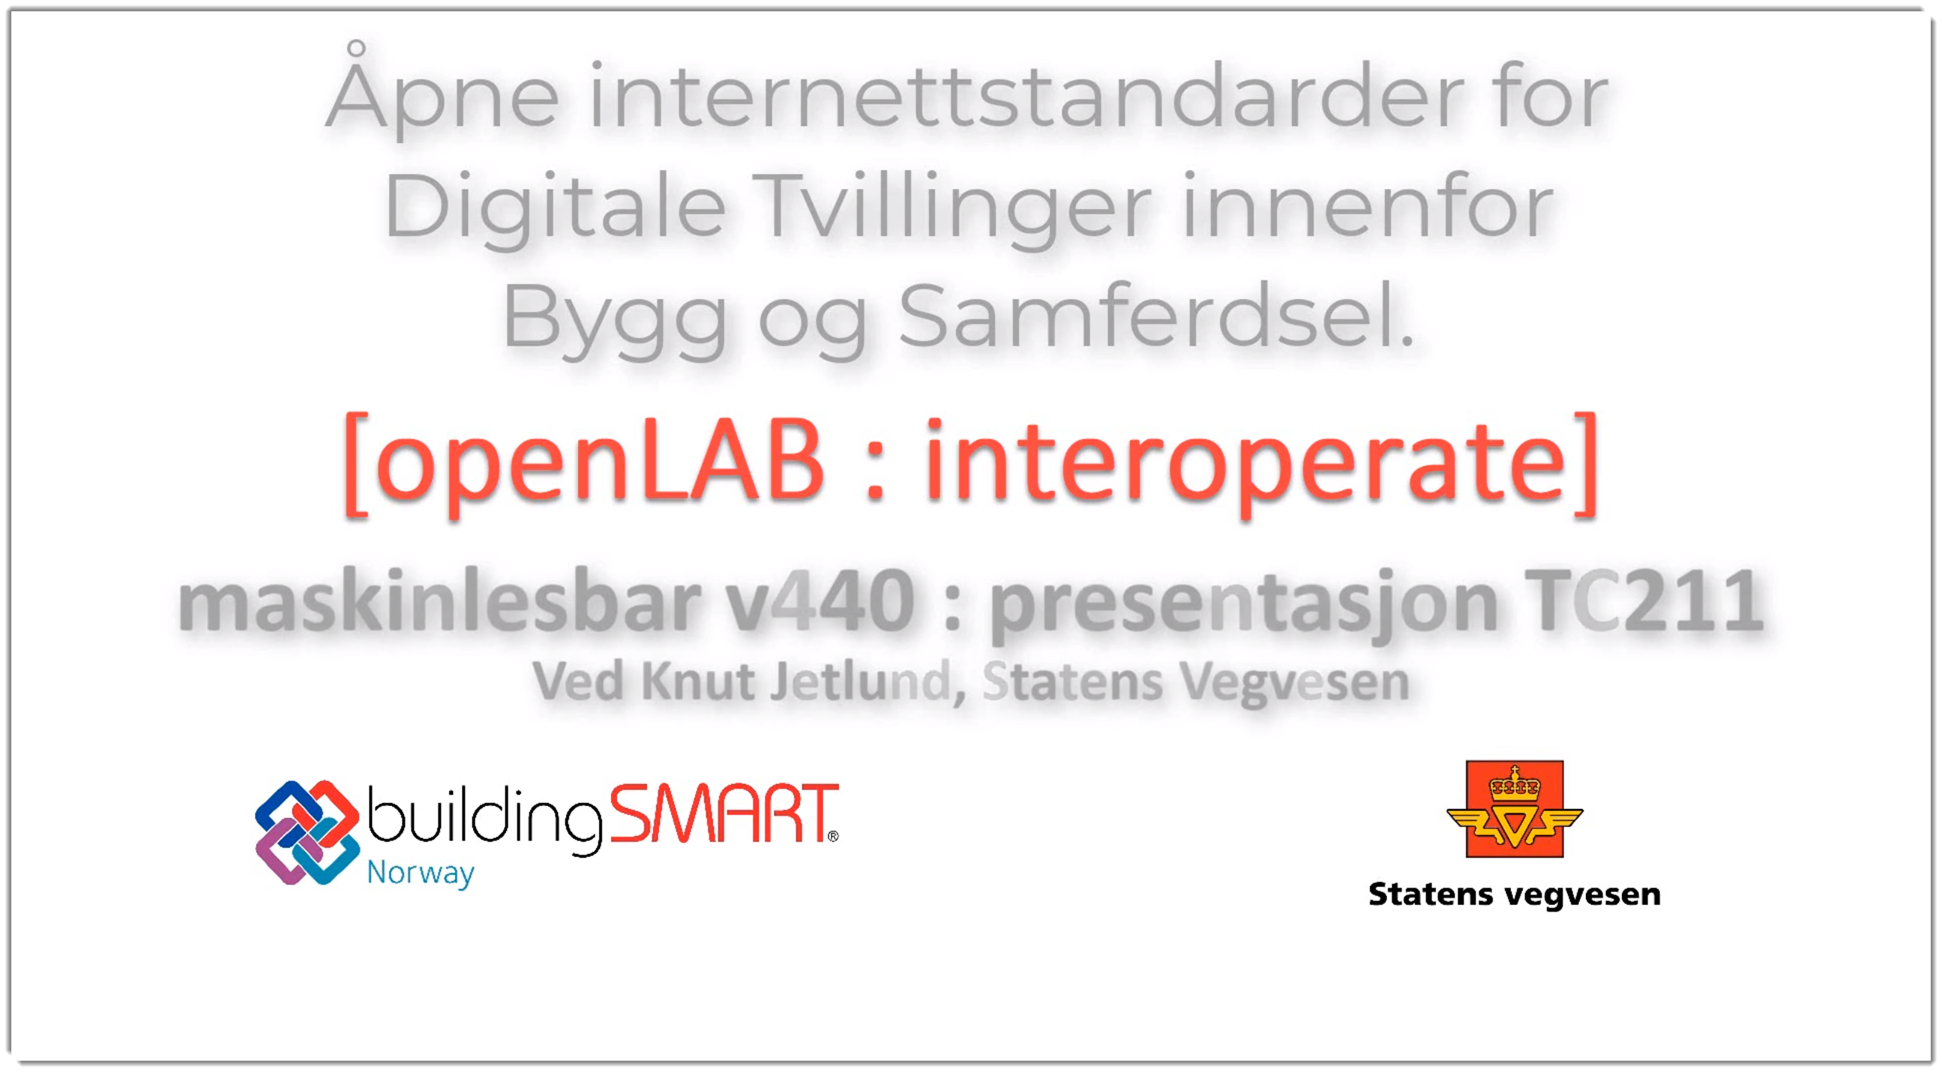 Åpne internettstandarder for
Digitale Tvillinger innenfor
Bygg og Samferdsel.
[openLAB : interoperate]
maskinlesbar v440 : presentasjon TC211
Ved Knut Jetlund, Statens Vegvesen
buildingSMART®
Norway
Statens vegvesen